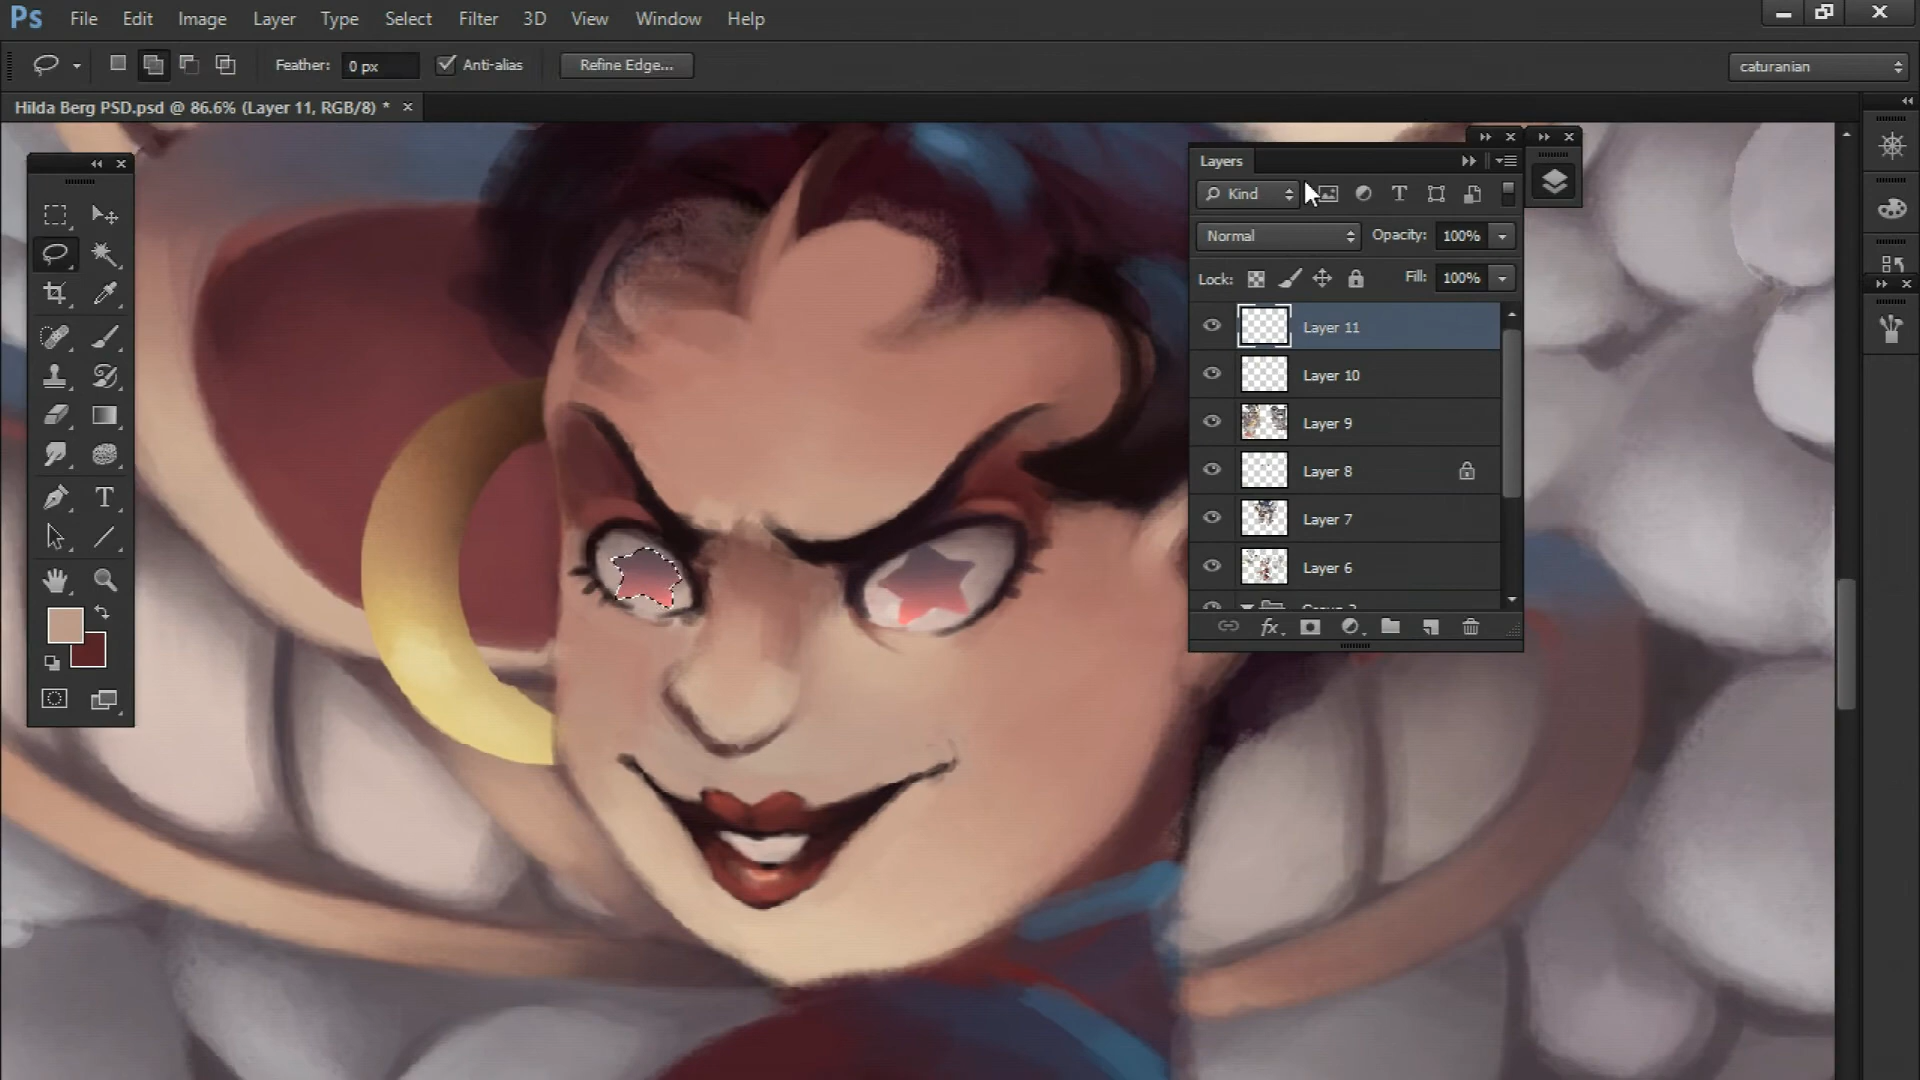 Ps File Edit Image Layer Type Select Filter 3D View Window Help
Feather: 0 px Anti-alias Refine Edge... caturanian
Hilda Berg PSD.psd @ 86.6% (Layer 11, RGB/8) *
Layers
Kind
Normal Opacity: 100%
Lock: Fill: 100%
Layer 11
Layer 10
Layer 9
Layer 8
Layer 7
Layer 6
fx